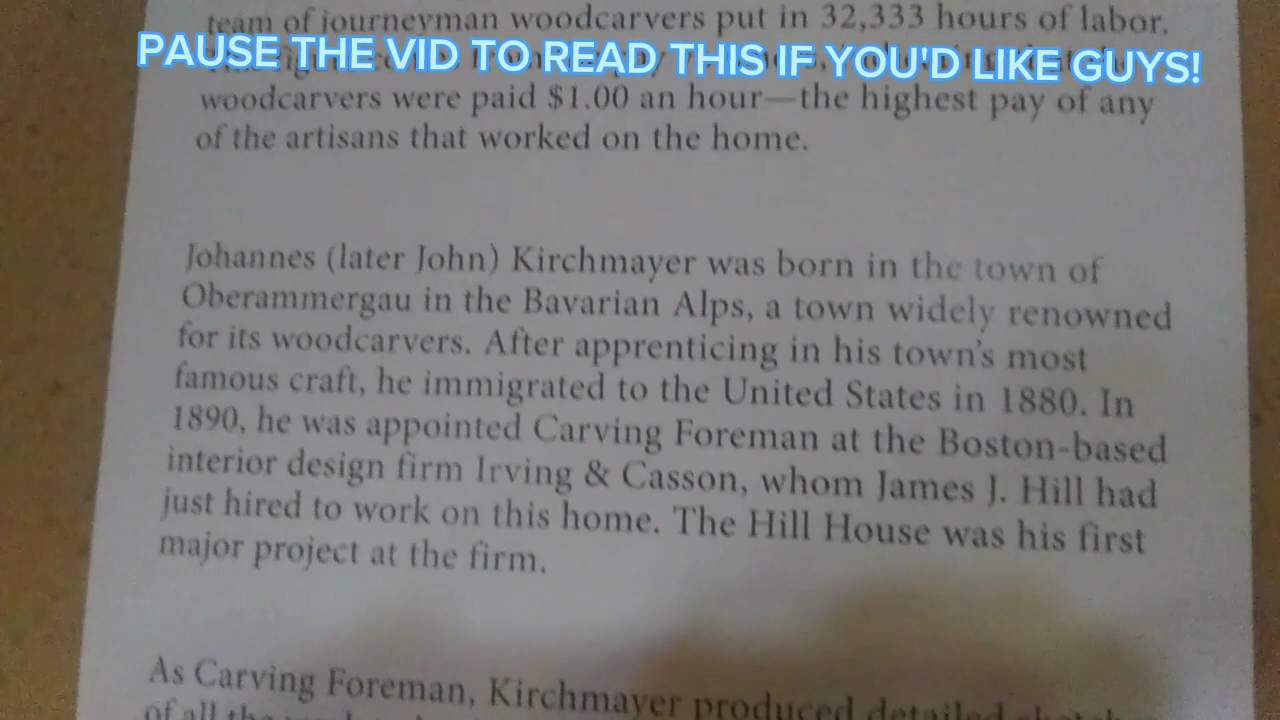 team of journeyman woodcarvers put in 32,333 hours of labor.
PAUSE THE VID TO READ THIS IF YOU'D LIKE GUYS!
woodcarvers were paid $1.00 an hour—the highest pay of any
of the artisans that worked on the home.
Johannes (later John) Kirchmayer was born in the town of
Oberammergau in the Bavarian Alps, a town widely renowned
for its woodcarvers. After apprenticing in his town's most
famous craft, he immigrated to the United States in 1880. In
1890, he was appointed Carving Foreman at the Boston-based
interior design firm Irving & Casson, whom James J. Hill had
just hired to work on this home. The Hill House was his first
major project at the firm.
As Carving Foreman, Kirchmayer produced detailed
of all the